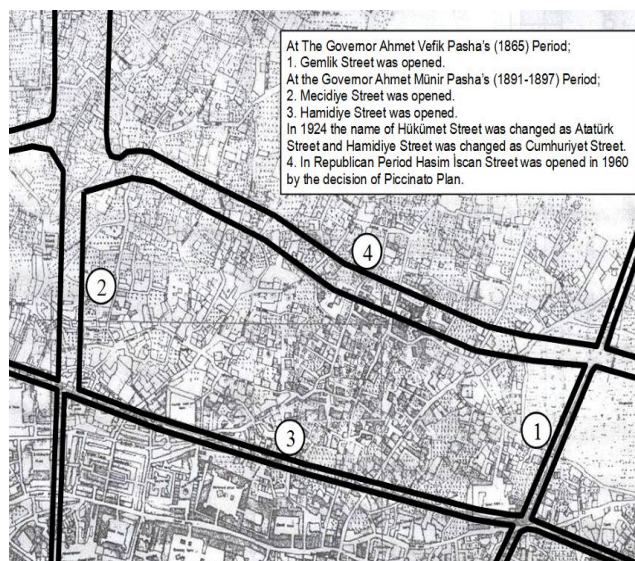 At The Governor Ahmet Vefik Pasha's (1865) Period;
1. Gemlik Street was opened.
At the Governor Ahmet Münir Pasha's (1891-1897) Period;
2. Mecidiye Street was opened.
3. Hamidiye Street was opened.
In 1924 the name of Hükümet Street was changed as Atatürk
Street and Hamidiye Street was changed as Cumhuriyet Street.
4. In Republican Period Hasim İscan Street was opened in 1960
by the decision of Piccinato Plan.
4
2
3
1